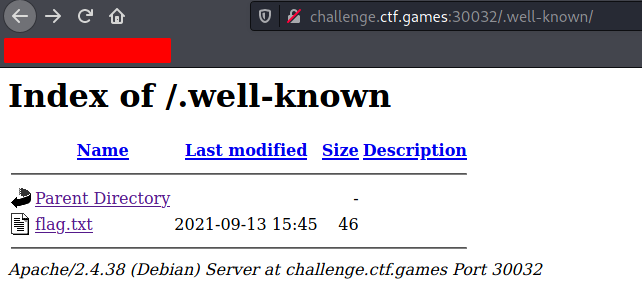 challenge.ctf.games:30032/.well-known/
Index of /.well-known
Name Last modified Size Description
Parent Directory -
flag.txt 2021-09-13 15:45 46
Apache/2.4.38 (Debian) Server at challenge.ctf.games Port 30032